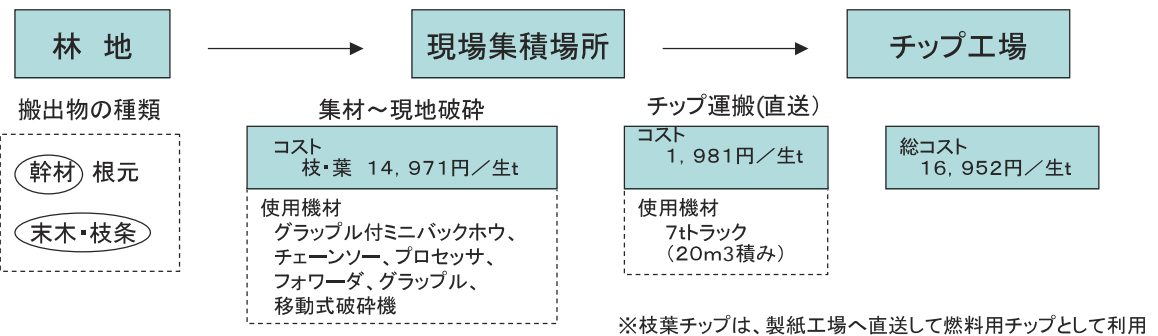 林 地
現場集積場所
チップ工場
搬出物の種類
集材～現地破砕
チップ運搬(直送)
幹材 根元
末木・枝条
コスト
枝・葉 14, 971円／生t
使用機材
グラップル付ミニバックホウ、
チェーンソー、プロセッサ、
フォワーダ、グラップル、
移動式破砕機
コスト
1, 981円／生t
使用機材
7tトラック
（20m3積み）
総コスト
16, 952円／生t
※枝葉チップは、製紙工場へ直送して燃料用チップとして利用